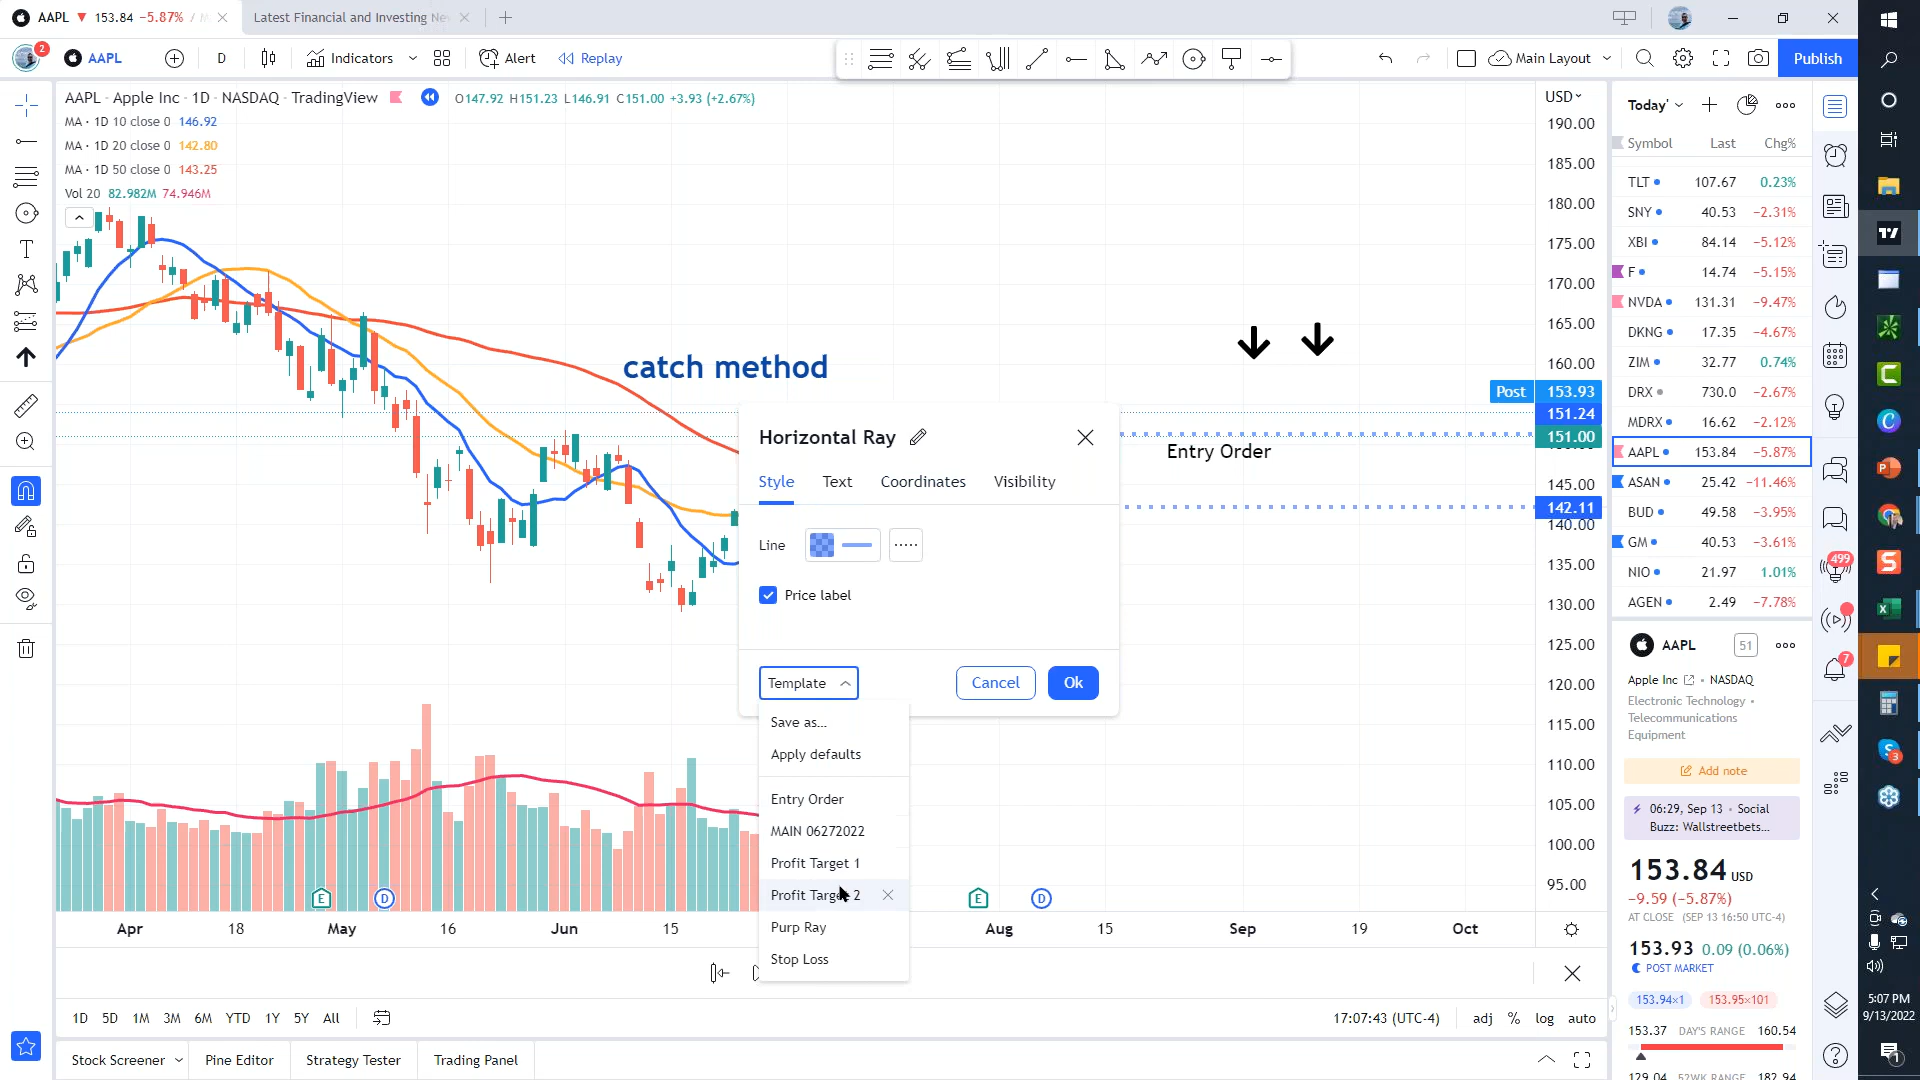 AAPL ▼ 153.84 −5.87% /
Latest Financial and Investing Ne
2
AAPL
D
Indicators
Alert
Replay
Main Layout
Publish
AAPL · Apple Inc · 1D · NASDAQ · TradingView
O147.92 H151.23 L146.91 C151.00 +3.93 (+2.67%)
MA · 1D 10 close 0 146.92
MA · 1D 20 close 0 142.80
MA · 1D 50 close 0 143.25
Vol 20 82.982M 74.946M
catch method
Entry Order
Horizontal Ray
Style
Text
Coordinates
Visibility
Line
Price label
Template
Cancel
Ok
Save as...
Apply defaults
Entry Order
MAIN 06272022
Profit Target 1
Profit Target 2
Purp Ray
Stop Loss
USD
190.00
185.00
180.00
175.00
170.00
165.00
160.00
Post 153.93
151.24
151.00
145.00
142.11
140.00
135.00
130.00
125.00
120.00
115.00
110.00
105.00
100.00
95.00
E
D
E
D
Apr
18
May
16
Jun
15
Aug
15
Sep
19
Oct
1D
5D
1M
3M
6M
YTD
1Y
5Y
All
17:07:43 (UTC-4)
adj
%
log
auto
Stock Screener
Pine Editor
Strategy Tester
Trading Panel
Today'
Symbol Last Chg%
TLT 107.67 0.23%
SNY 40.53 −2.31%
XBI 84.14 −5.12%
F 14.74 −5.15%
NVDA 131.31 −9.47%
DKNG 17.35 −4.67%
ZIM 32.77 0.74%
DRX 730.0 −2.67%
MDRX 16.62 −2.12%
AAPL 153.84 −5.87%
ASAN 25.42 −11.46%
BUD 49.58 −3.95%
GM 40.53 −3.61%
NIO 21.97 1.01%
AGEN 2.49 −7.78%
AAPL
51
Apple Inc • NASDAQ
Electronic Technology •
Telecommunications
Equipment
Add note
06:29, Sep 13 • Social
Buzz: Wallstreetbets...
153.84 USD
−9.59 (−5.87%)
AT CLOSE (SEP 13 16:50 UTC-4)
153.93 0.09 (0.06%)
POST MARKET
153.94×1
153.95×101
153.37 DAY'S RANGE 160.54
129.04 52WK RANGE 182.94
499
7
3
5:07 PM
9/13/2022
1